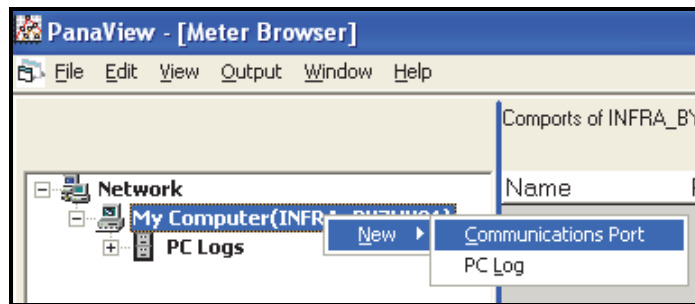 PanaView - [Meter Browser]
File Edit View Output Window Help
Comports of INFRA_BY
Network
Name
My Computer
New
Communications Port
PC Logs
PC Log